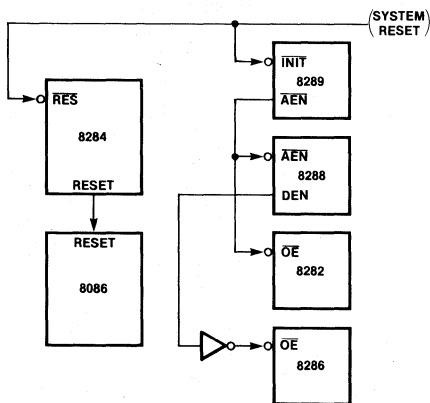 (SYSTEM
RESET)
INIT
8289
AEN
RES
8284
RESET
AEN
8288
DEN
RESET
8086
OE
8282
OE
8286